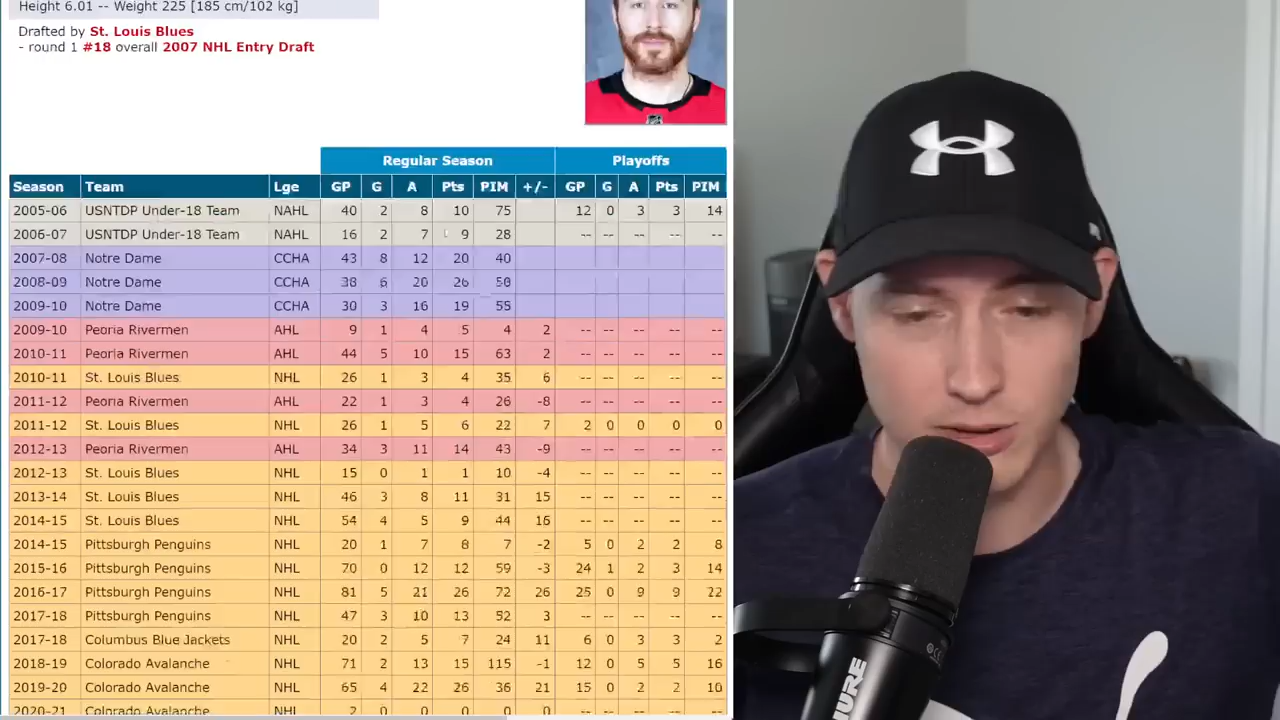 Height 6.01 -- Weight 225 [185 cm/102 kg]
Drafted by St. Louis Blues
- round 1 #18 overall 2007 NHL Entry Draft
Regular Season Playoffs
Season Team Lge GP G A Pts PIM +/- GP G A Pts PIM
2005-06 USNTDP Under-18 Team NAHL 40 2 8 10 75 12 0 3 3 14
2006-07 USNTDP Under-18 Team NAHL 16 2 7 9 28 -- -- -- -- --
2007-08 Notre Dame CCHA 43 8 12 20 40
2008-09 Notre Dame CCHA 38 6 20 26 58
2009-10 Notre Dame CCHA 30 3 16 19 55
2009-10 Peoria Rivermen AHL 9 1 4 5 4 2 -- -- -- -- --
2010-11 Peoria Rivermen AHL 44 5 10 15 63 2 -- -- -- -- --
2010-11 St. Louis Blues NHL 26 1 3 4 35 6 -- -- -- -- --
2011-12 Peoria Rivermen AHL 22 1 3 4 26 -8 -- -- -- -- --
2011-12 St. Louis Blues NHL 26 1 5 6 22 7 2 0 0 0 0
2012-13 Peoria Rivermen AHL 34 3 11 14 43 -9 -- -- -- -- --
2012-13 St. Louis Blues NHL 15 0 1 1 10 -4 -- -- -- -- --
2013-14 St. Louis Blues NHL 46 3 8 11 31 15 -- -- -- -- --
2014-15 St. Louis Blues NHL 54 4 5 9 44 16 -- -- -- -- --
2014-15 Pittsburgh Penguins NHL 20 1 7 8 7 -2 5 0 2 2 8
2015-16 Pittsburgh Penguins NHL 70 0 12 12 59 -3 24 1 2 3 14
2016-17 Pittsburgh Penguins NHL 81 5 21 26 72 26 25 0 9 9 22
2017-18 Pittsburgh Penguins NHL 47 3 10 13 52 3 -- -- -- -- --
2017-18 Columbus Blue Jackets NHL 20 2 5 7 24 11 6 0 3 3 2
2018-19 Colorado Avalanche NHL 71 2 13 15 115 -1 12 0 5 5 16
2019-20 Colorado Avalanche NHL 65 4 22 26 36 21 15 0 2 2 10
2020-21 Colorado Avalanche NHL 2 0 0 0 0 0 -- -- -- -- --
SHURE